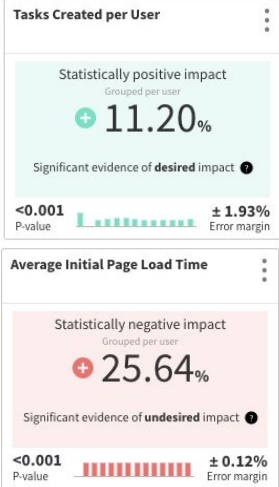 Tasks Created per User
Statistically positive impact
Grouped per user
+ 11.20%
Significant evidence of desired impact ?
<0.001
± 1.93%
P-value
Error margin
Average Initial Page Load Time
Statistically negative impact
Grouped per user
+ 25.64%
Significant evidence of undesired impact ?
<0.001
± 0.12%
P-value
Error margin